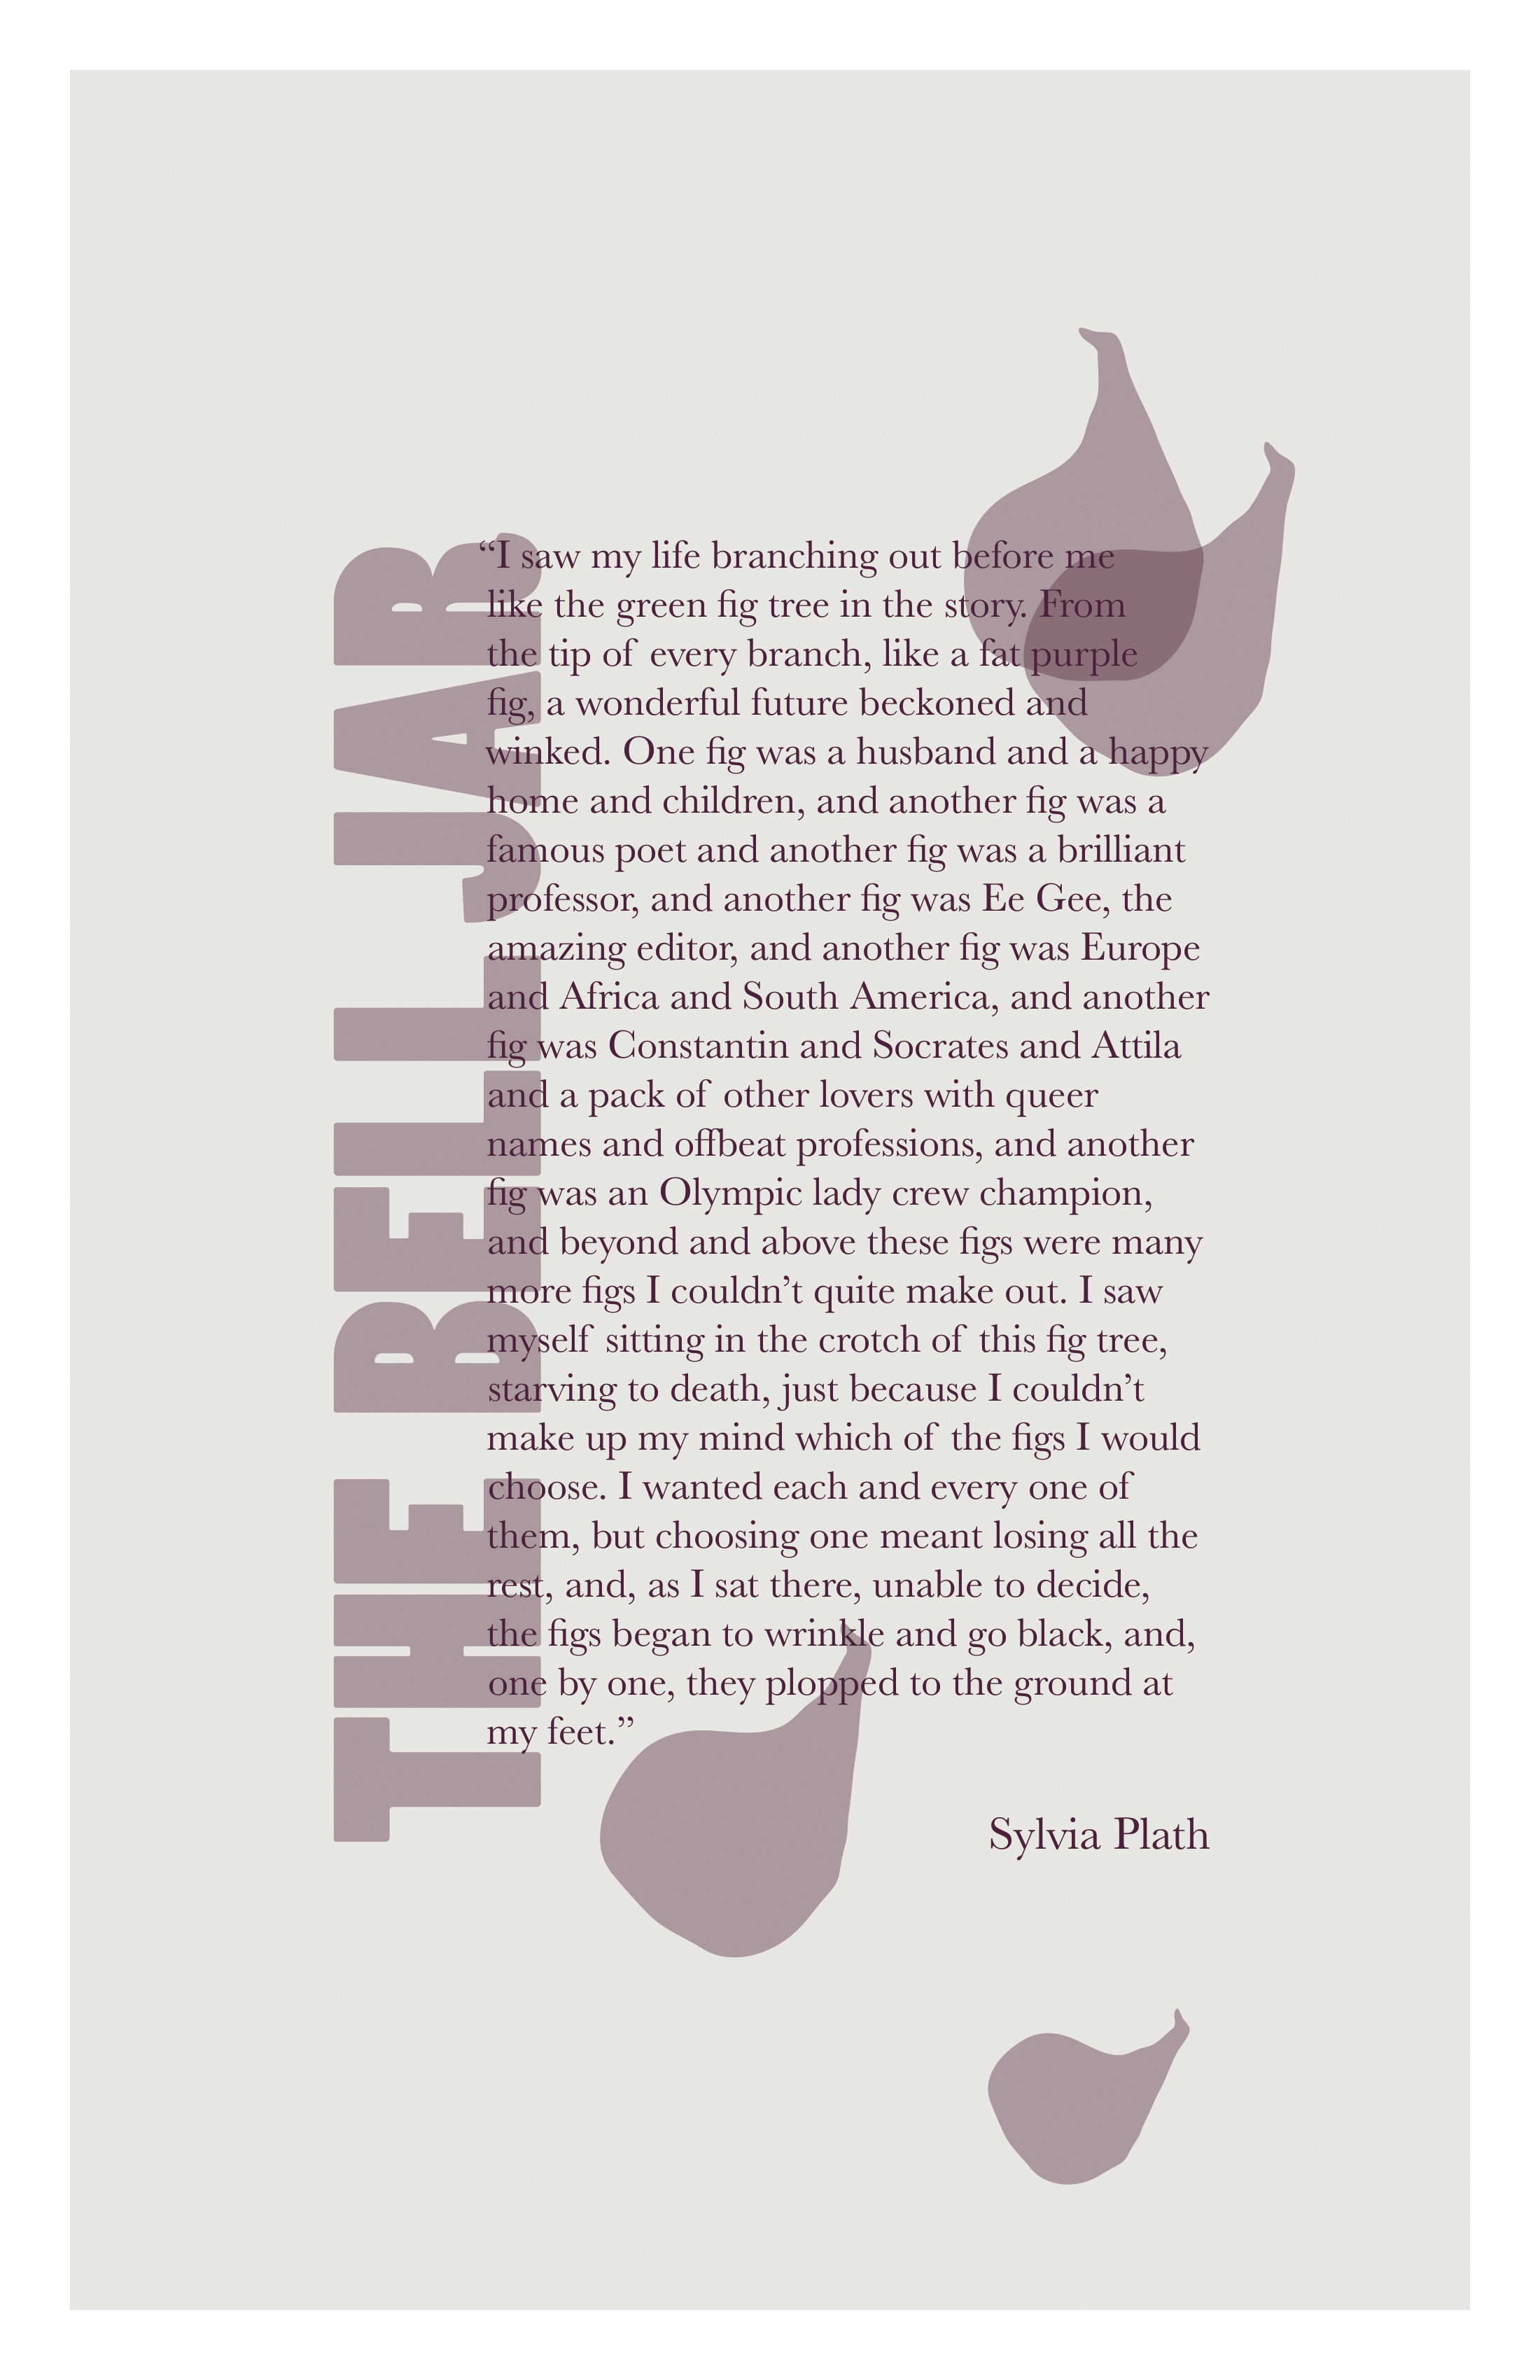 THE BELL JAR
“I saw my life branching out before me
like the green fig tree in the story. From
the tip of every branch, like a fat purple
fig, a wonderful future beckoned and
winked. One fig was a husband and a happy
home and children, and another fig was a
famous poet and another fig was a brilliant
professor, and another fig was Ee Gee, the
amazing editor, and another fig was Europe
and Africa and South America, and another
fig was Constantin and Socrates and Attila
and a pack of other lovers with queer
names and offbeat professions, and another
fig was an Olympic lady crew champion,
and beyond and above these figs were many
more figs I couldn’t quite make out. I saw
myself sitting in the crotch of this fig tree,
starving to death, just because I couldn’t
make up my mind which of the figs I would
choose. I wanted each and every one of
them, but choosing one meant losing all the
rest, and, as I sat there, unable to decide,
the figs began to wrinkle and go black, and,
one by one, they plopped to the ground at
my feet.”
Sylvia Plath